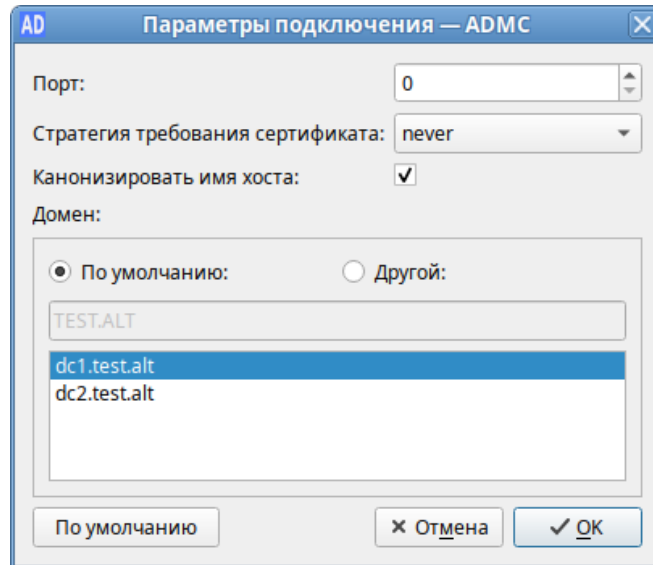 AD Параметры подключения — ADMC
Порт: 0
Стратегия требования сертификата: never
Канонизировать имя хоста:
Домен:
По умолчанию: Другой:
TEST.ALT
dc1.test.alt
dc2.test.alt
По умолчанию Отмена OK